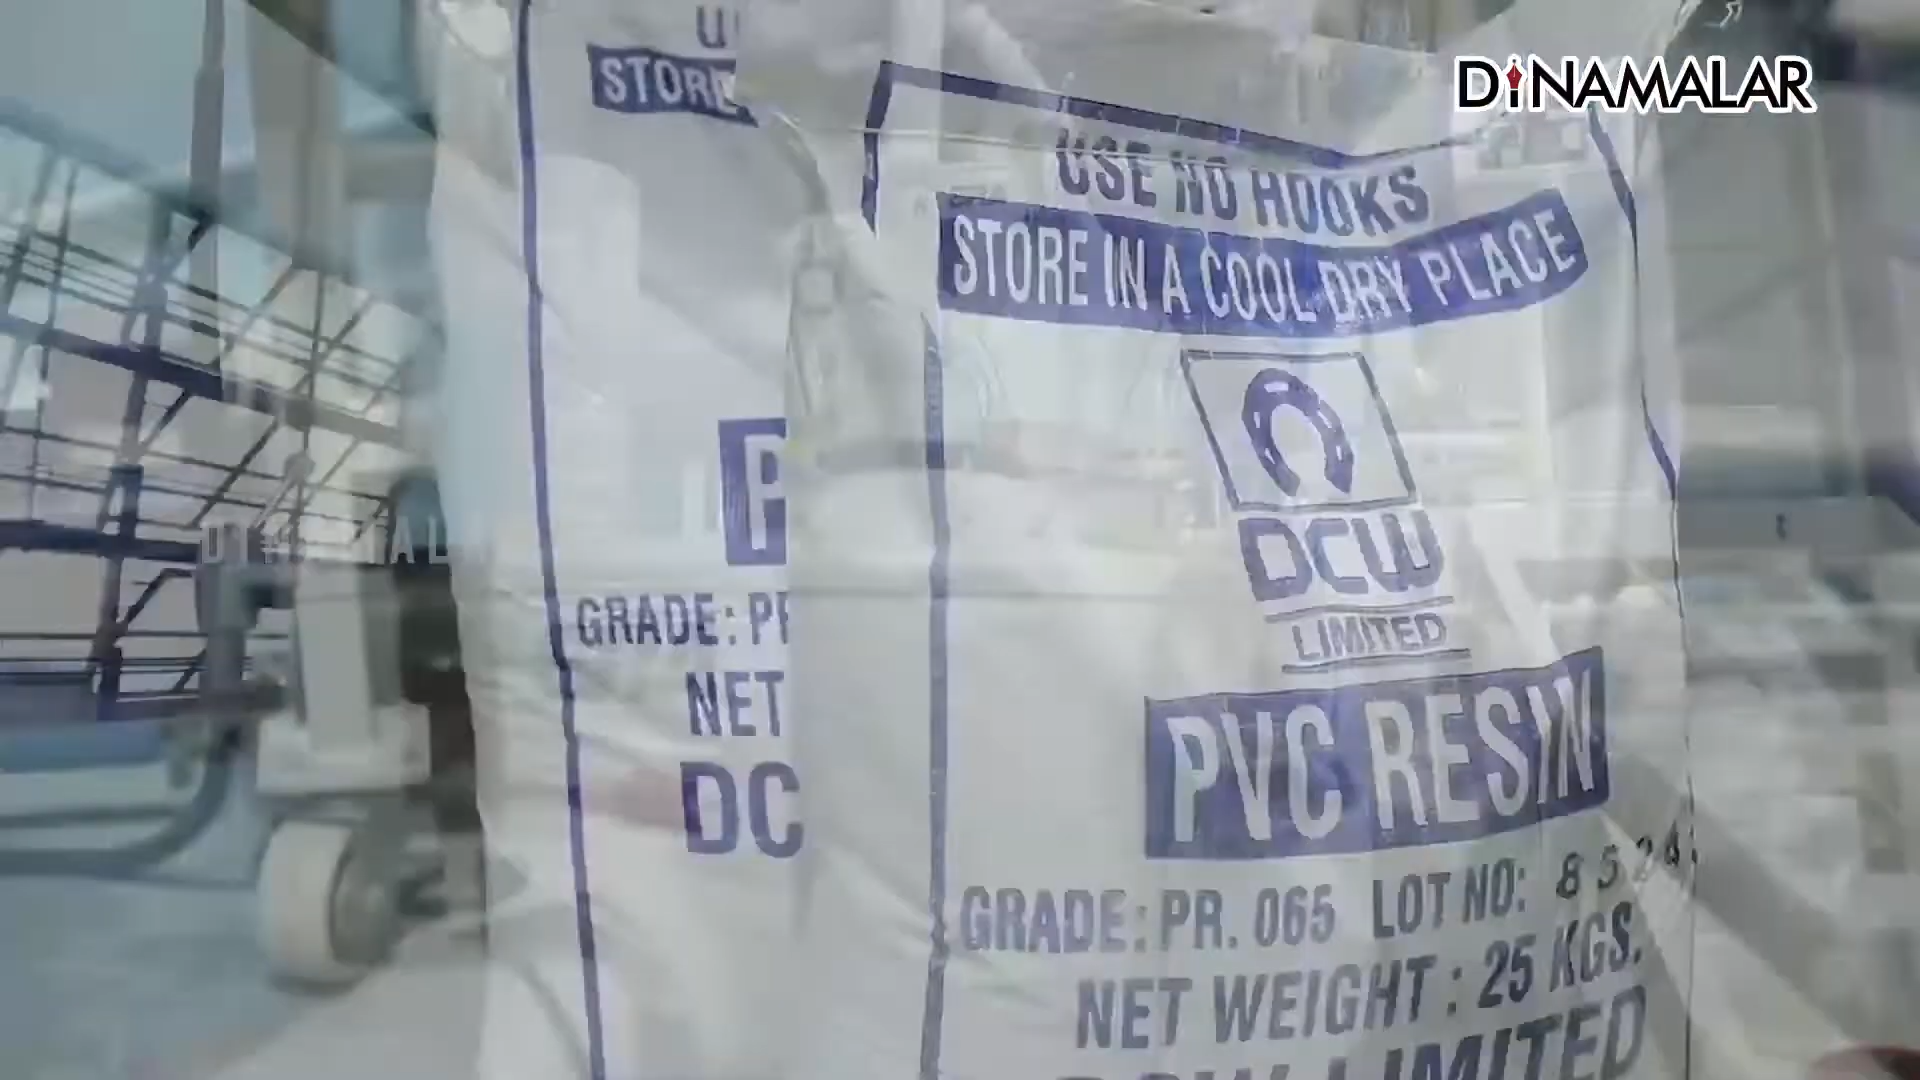 DINAMALAR
STORE
GRADE:
NET
DC
USE NO HOOKS
STORE IN A COOL DRY PLACE
DCW
LIMITED
PVC RESIN
GRADE: PR. 065 LOT NO:
NET WEIGHT : 25 KGS.
LIMITED